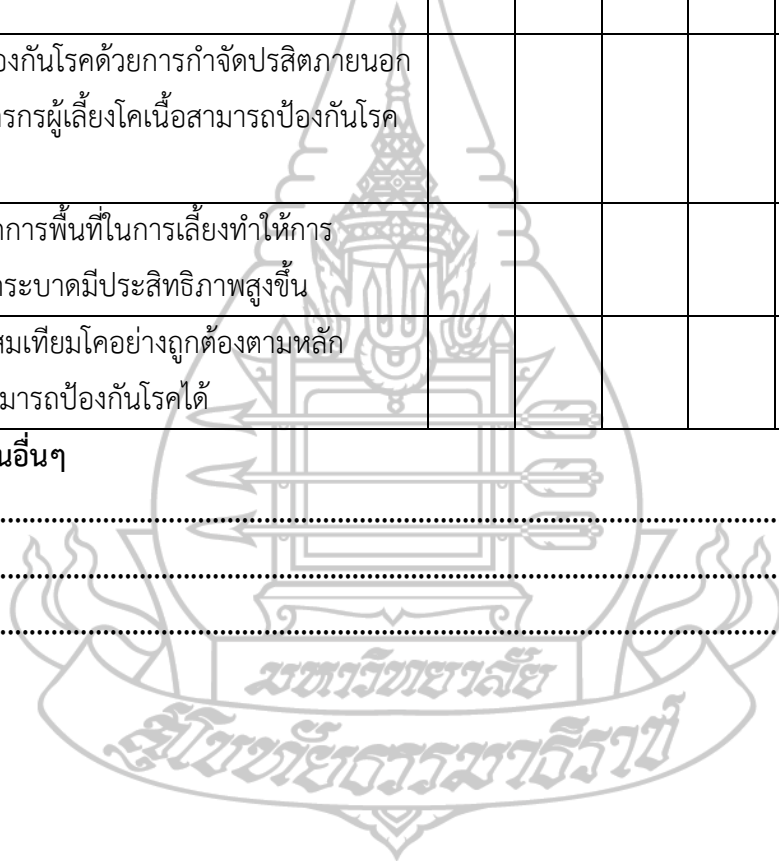 องกันโรคด้วยการกำจัดปรสิตภายนอก
รกรผู้เลี้ยงโคเนื้อสามารถป้องกันโรค
การพื้นที่ในการเลี้ยงทำให้การ
ระบาดมีประสิทธิภาพสูงขึ้น
สมเทียมโคอย่างถูกต้องตามหลัก
มารถป้องกันโรคได้
นอื่นๆ
มหาวิทยาลัย
สุโขทัยธรรมาธิราช